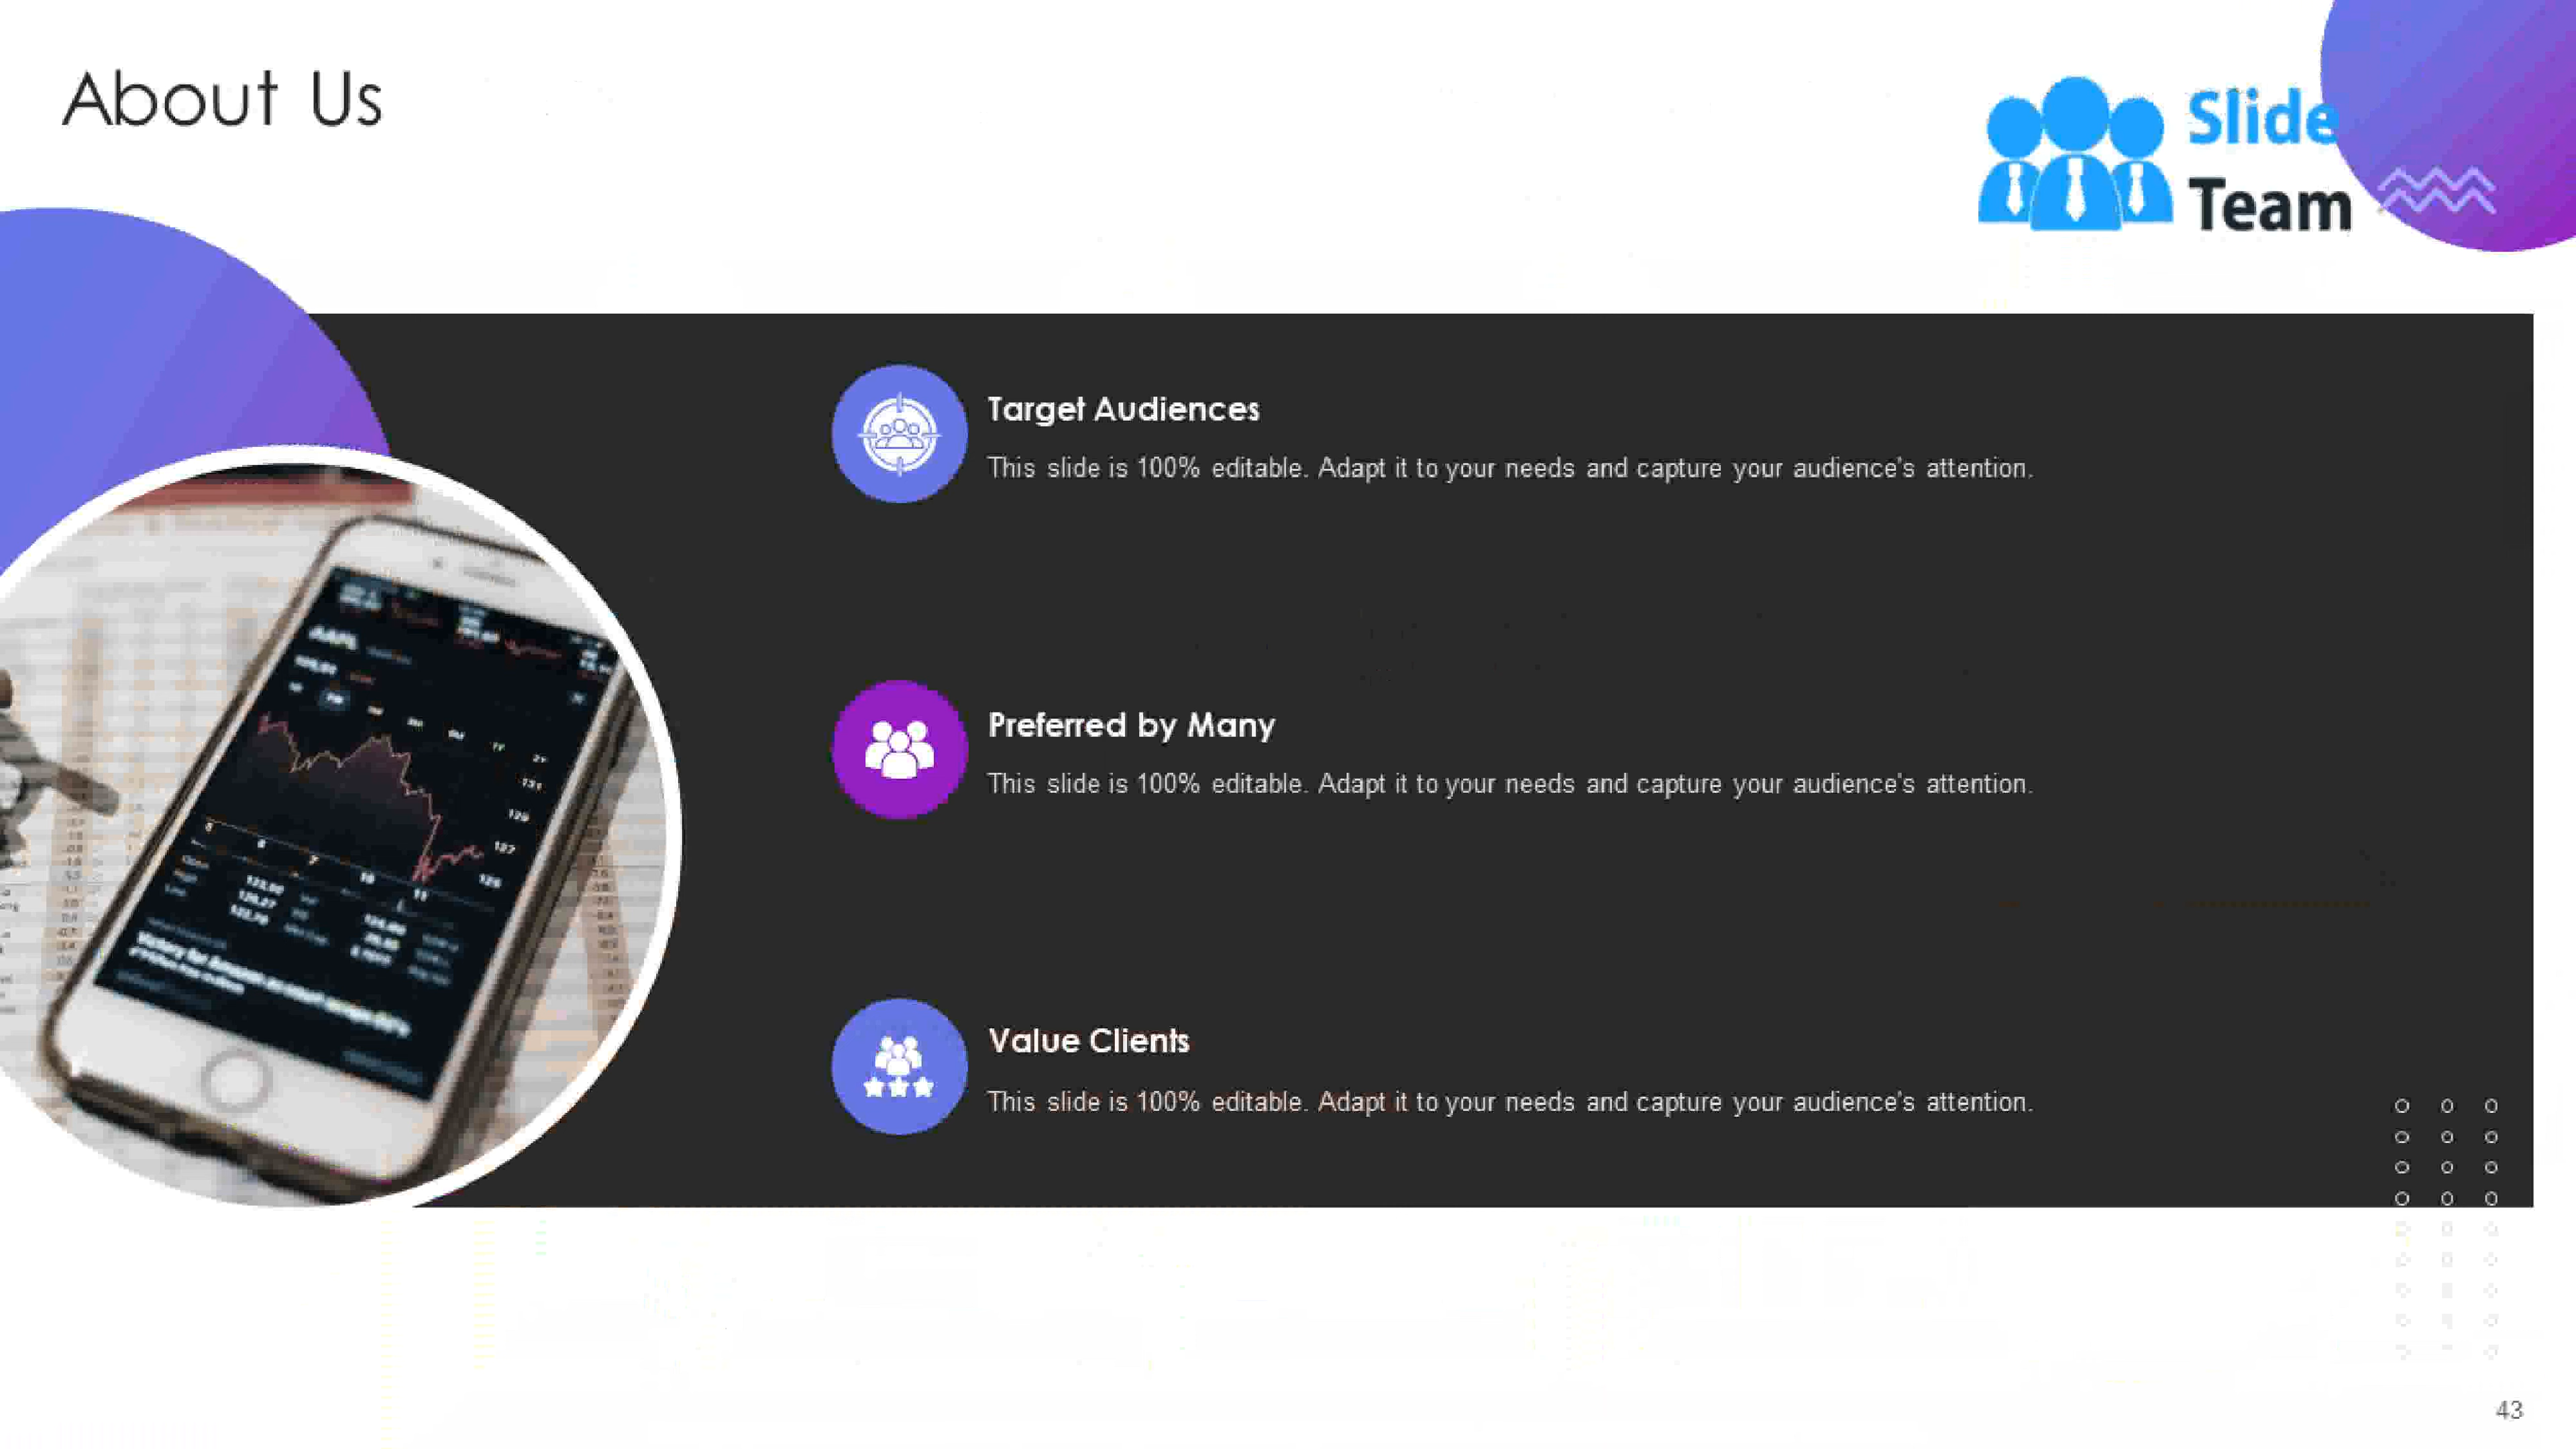 About Us
Slide
Team
Target Audiences
This slide is 100% editable. Adapt it to your needs and capture your audience's attention.
Preferred by Many
This slide is 100% editable. Adapt it to your needs and capture your audience's attention.
Value Clients
This slide is 100% editable. Adapt it to your needs and capture your audience's attention.
AAPL
131
127
43